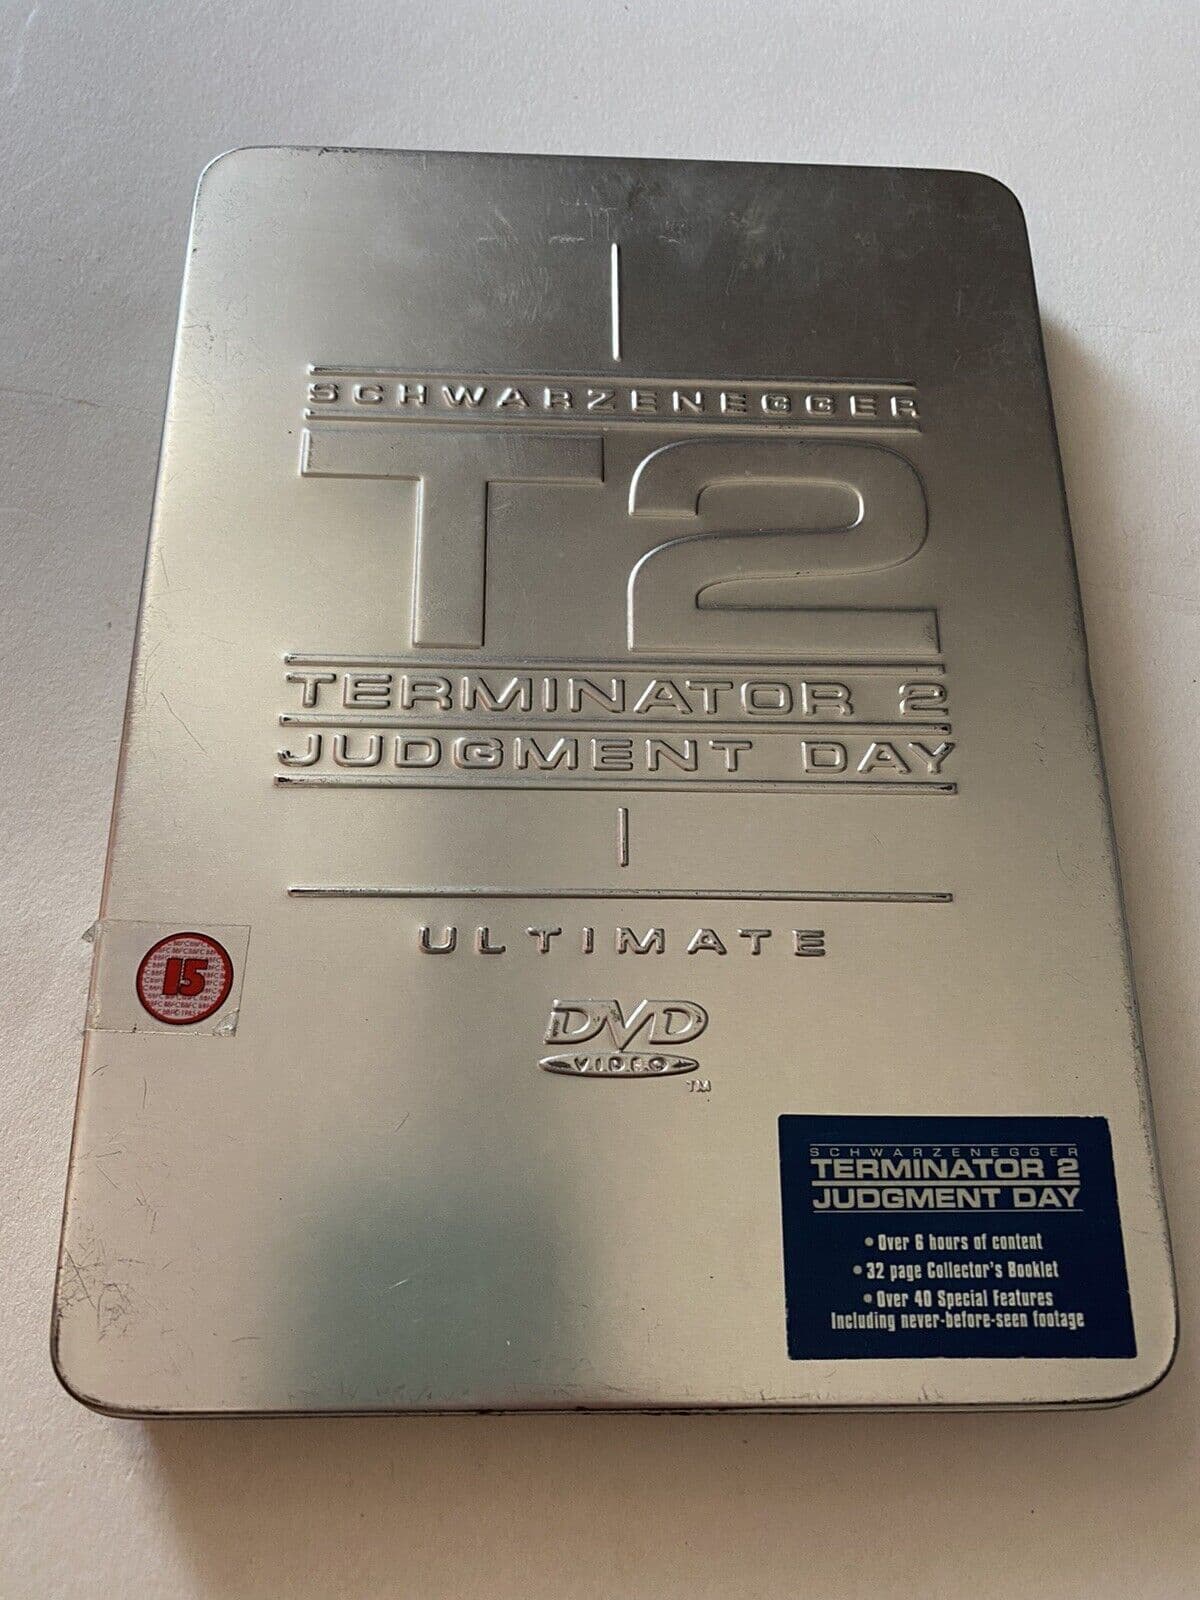 SCHWARZENEGGER
T2
TERMINATOR 2
JUDGMENT DAY
ULTIMATE
DVD
VIDEO
TM
15
SCHWARZENEGGER
TERMINATOR 2
JUDGMENT DAY
• Over 6 hours of content
• 32 page Collector's Booklet
• Over 40 Special Features
Including never-before-seen footage